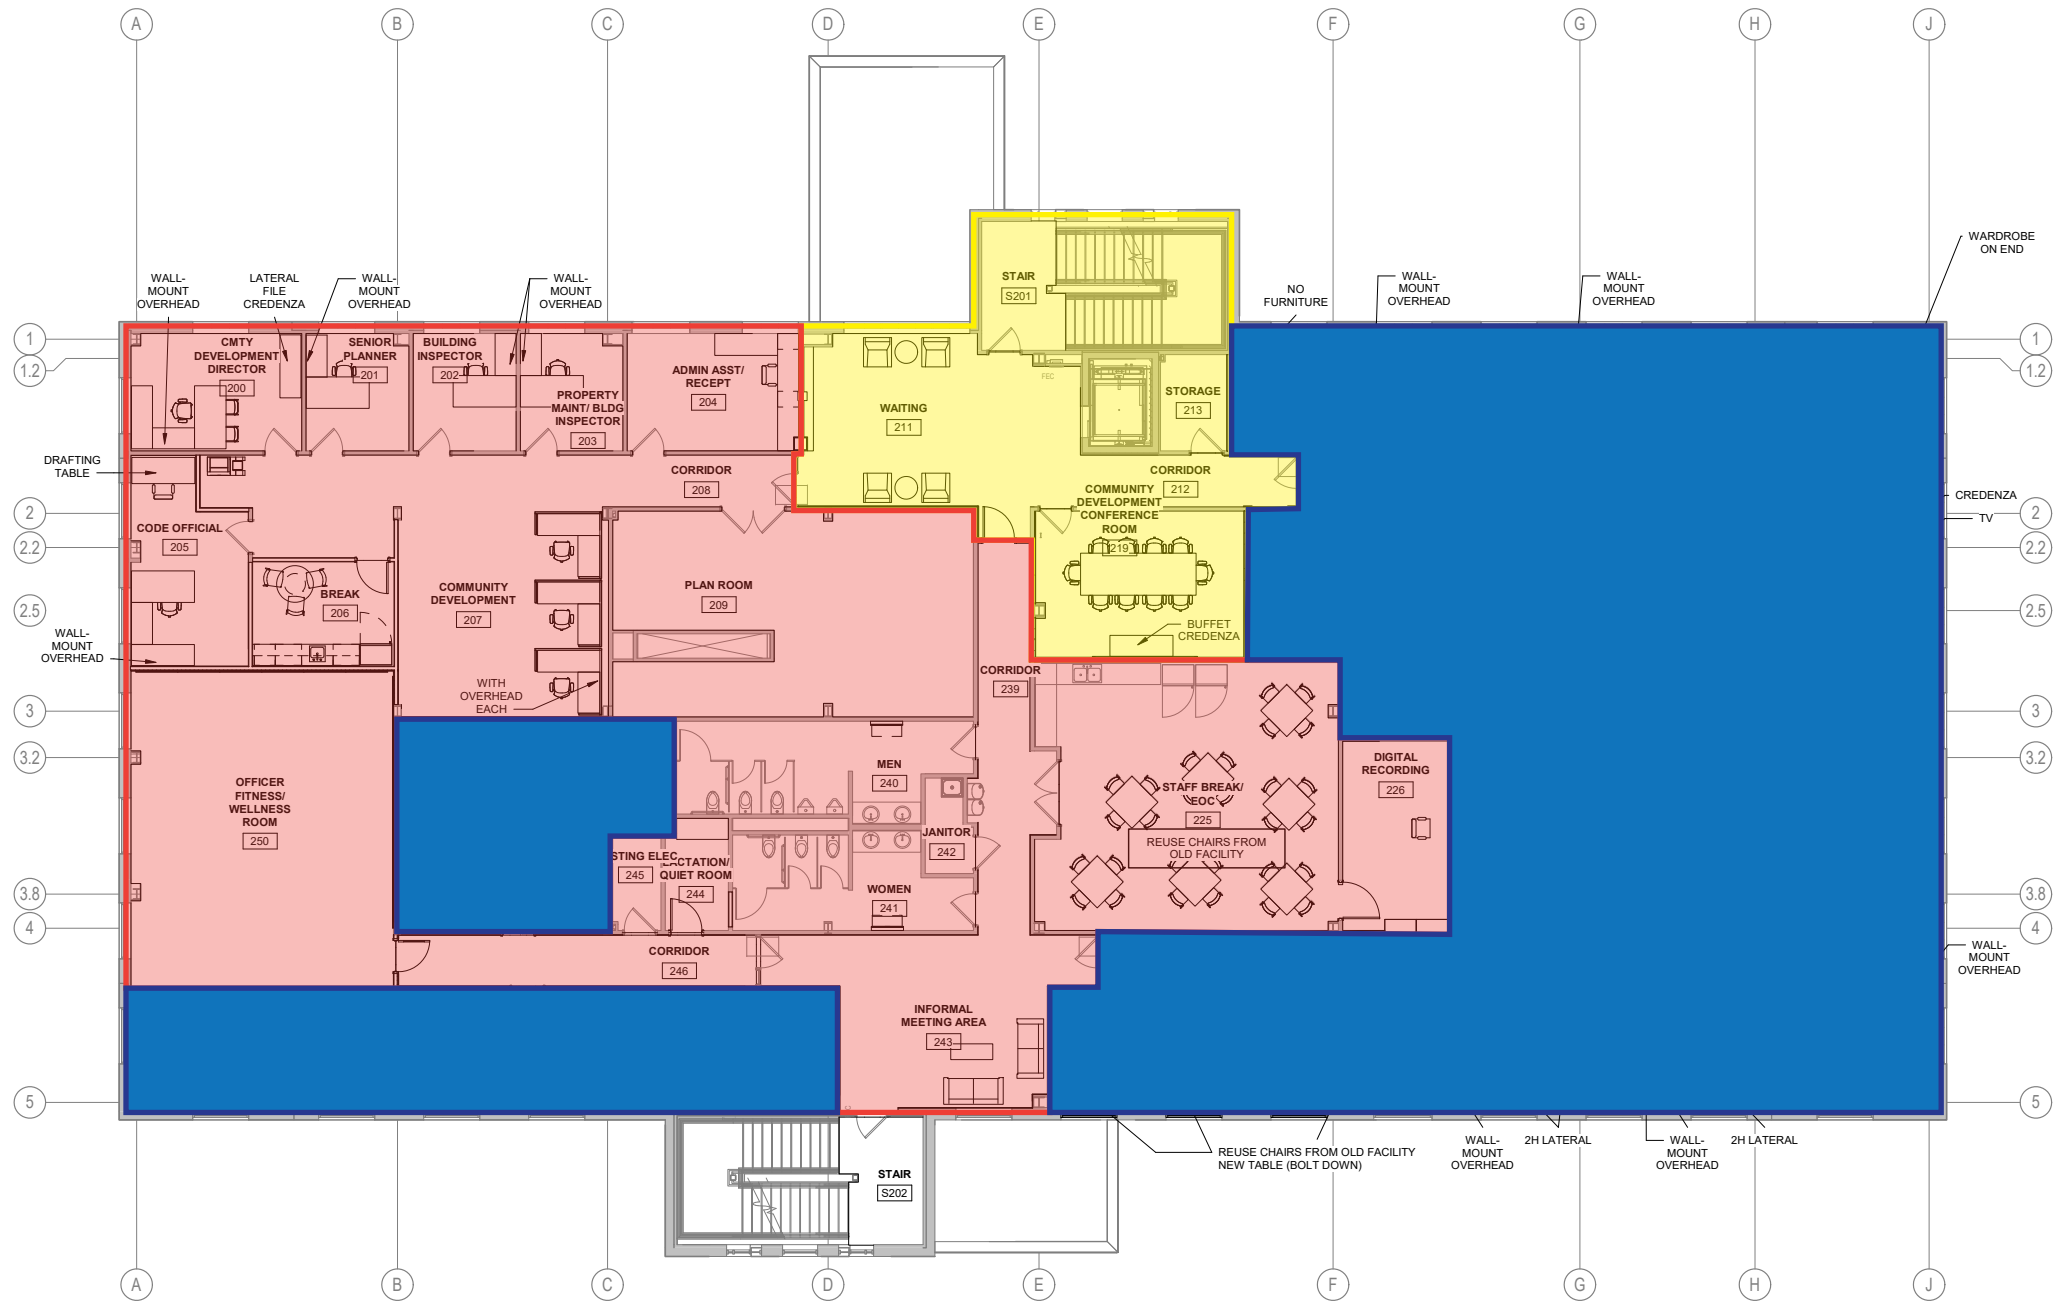 A B C D E F G H J
WARDROBE
ON END
WALL-
MOUNT
OVERHEAD
LATERAL
FILE
CREDENZA
WALL-
MOUNT
OVERHEAD
WALL-
MOUNT
OVERHEAD
STAIR
S201
NO
FURNITURE
WALL-
MOUNT
OVERHEAD
WALL-
MOUNT
OVERHEAD
1
1
1.2
1.2
CMTY
DEVELOPMENT
DIRECTOR
200
SENIOR
PLANNER
201
BUILDING
INSPECTOR
202
PROPERTY
MAINT/ BLDG
INSPECTOR
203
ADMIN ASST/
RECEPT
204
WAITING
211
FEC
STORAGE
213
DRAFTING
TABLE
CORRIDOR
208
CORRIDOR
212
COMMUNITY
DEVELOPMENT
CONFERENCE
ROOM
219
CREDENZA
TV
2
2
2.2
2.2
CODE OFFICIAL
205
BREAK
206
COMMUNITY
DEVELOPMENT
207
PLAN ROOM
209
2.5
2.5
BUFFET
CREDENZA
WALL-
MOUNT
OVERHEAD
WITH
OVERHEAD
EACH
CORRIDOR
239
3
3
3.2
3.2
OFFICER
FITNESS/
WELLNESS
ROOM
250
MEN
240
JANITOR
242
STAFF BREAK/
EOC
225
REUSE CHAIRS FROM
OLD FACILITY
DIGITAL
RECORDING
226
STING ELEC
245
LACTATION/
QUIET ROOM
244
WOMEN
241
3.8
3.8
4
4
CORRIDOR
246
WALL-
MOUNT
OVERHEAD
INFORMAL
MEETING AREA
243
5
5
REUSE CHAIRS FROM OLD FACILITY
NEW TABLE (BOLT DOWN)
WALL-
MOUNT
OVERHEAD
2H LATERAL
WALL-
MOUNT
OVERHEAD
2H LATERAL
STAIR
S202
A B C D E F G H J